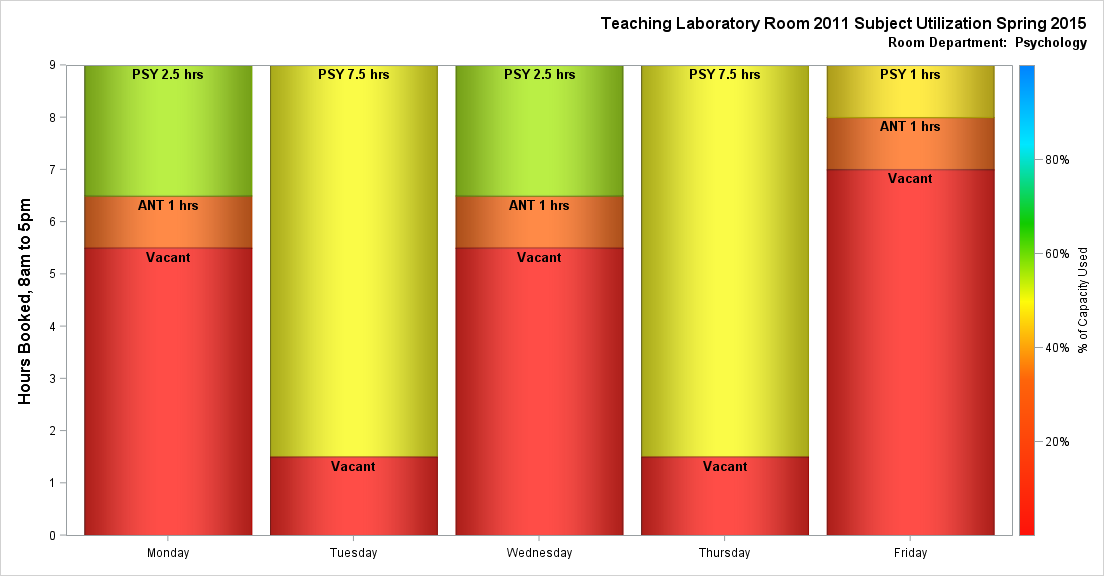 Teaching Laboratory Room 2011 Subject Utilization Spring 2015
Room Department: Psychology
Hours Booked, 8am to 5pm
9
8
7
6
5
4
3
2
1
0
PSY 2.5 hrs
ANT 1 hrs
Vacant
PSY 7.5 hrs
Vacant
PSY 2.5 hrs
ANT 1 hrs
Vacant
PSY 7.5 hrs
Vacant
PSY 1 hrs
ANT 1 hrs
Vacant
Monday
Tuesday
Wednesday
Thursday
Friday
80%
60%
40%
20%
% of Capacity Used